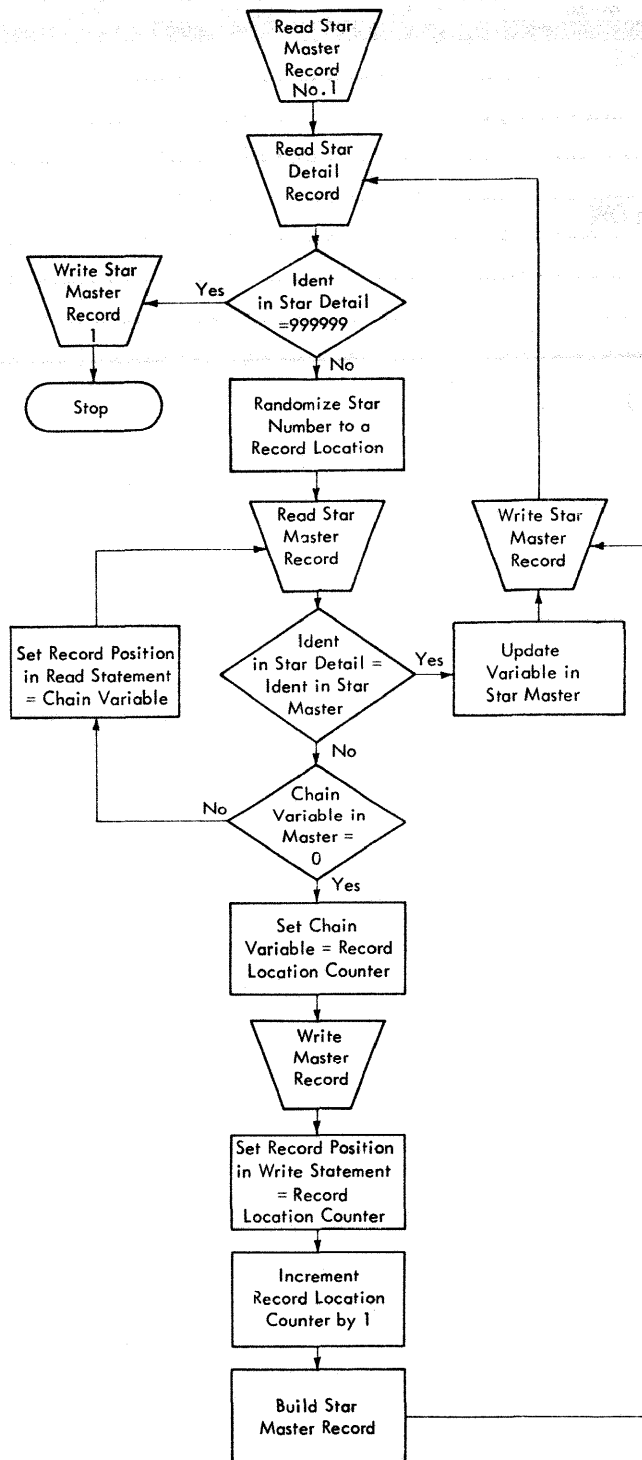 Read Star
Master
Record
No. 1
Read Star
Detail
Record
Ident
in Star Detail
=999999
Yes
Write Star
Master
Record
1
Stop
No
Randomize Star
Number to a
Record Location
Read Star
Master
Record
Write Star
Master
Record
Set Record Position
in Read Statement
= Chain Variable
Ident
in Star Detail =
Ident in Star
Master
Yes
Update
Variable in
Star Master
No
Chain
Variable in
Master =
0
No
Yes
Set Chain
Variable = Record
Location Counter
Write
Master
Record
Set Record Position
in Write Statement
= Record
Location Counter
Increment
Record Location
Counter by 1
Build Star
Master Record